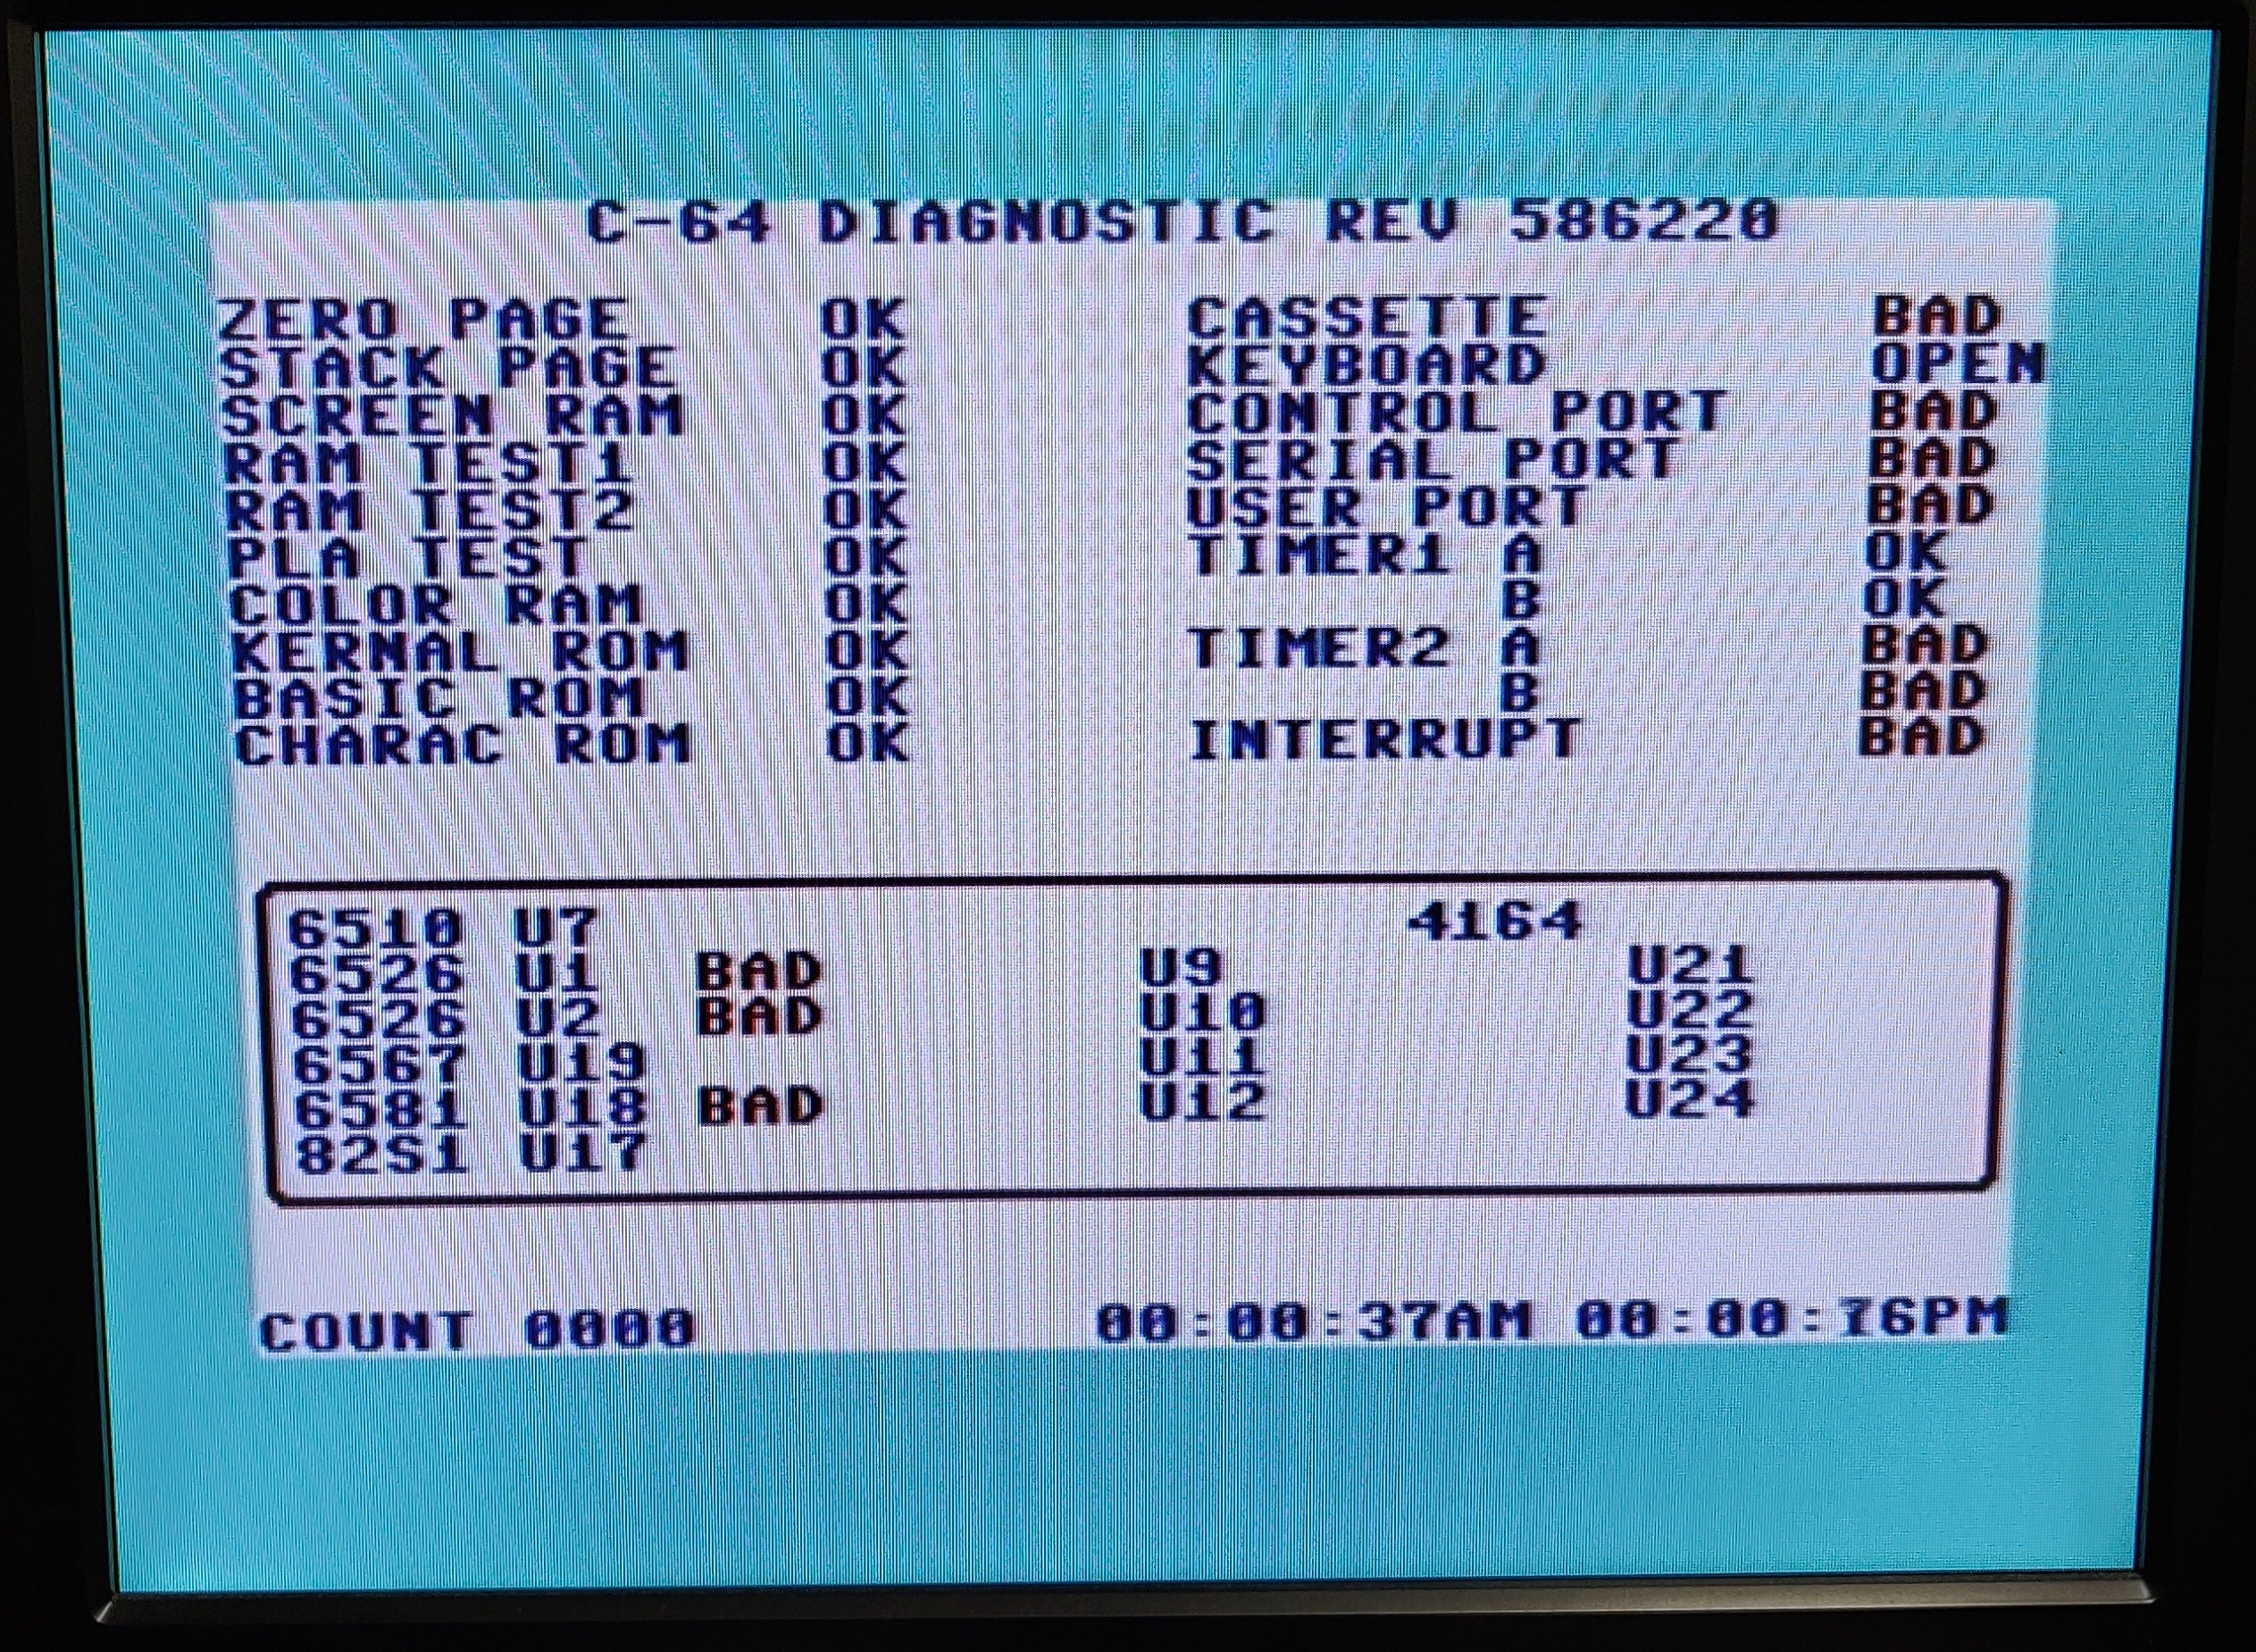 C-64 DIAGNOSTIC REV 586220
ZERO PAGE OK CASSETTE BAD
STACK PAGE OK KEYBOARD OPEN
SCREEN RAM OK CONTROL PORT BAD
RAM TEST1 OK SERIAL PORT BAD
RAM TEST2 OK USER PORT BAD
PLA TEST OK TIMER1 A OK
COLOR RAM OK B OK
KERNAL ROM OK TIMER2 A BAD
BASIC ROM OK B BAD
CHARAC ROM OK INTERRUPT BAD
6510 U7 4164
6526 U1 BAD U9 U21
6526 U2 BAD U10 U22
6567 U19 U11 U23
6581 U18 BAD U12 U24
82S1 U17
COUNT 0000 00:00:37AM